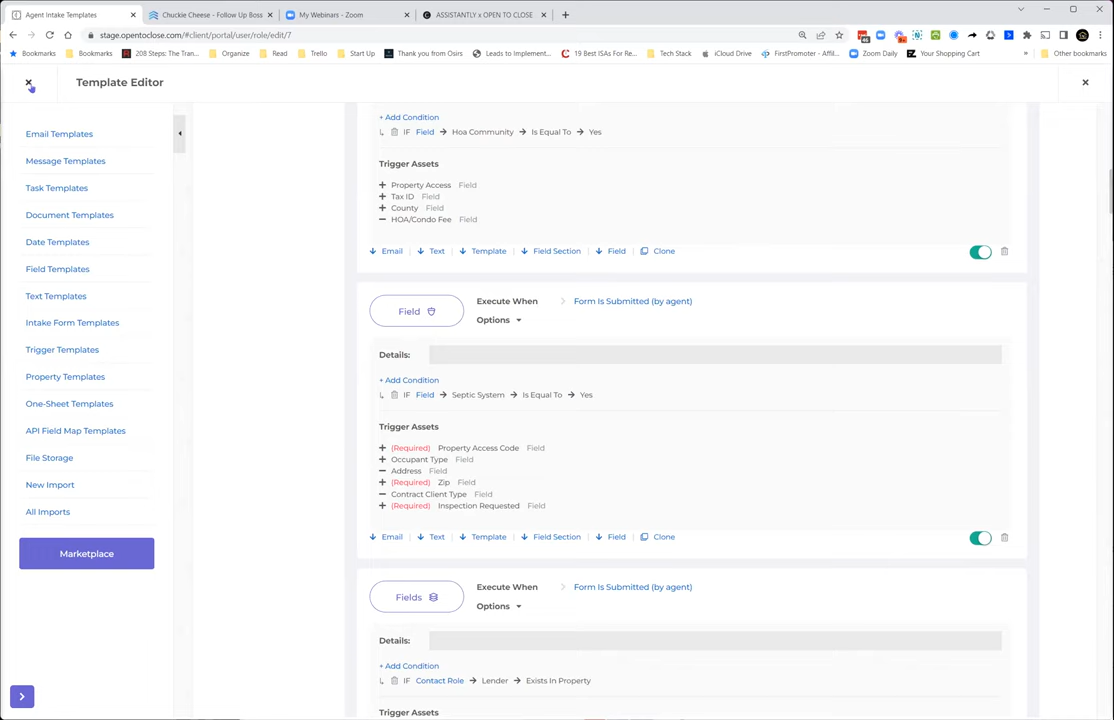 Agent Intake Templates
Chuckie Cheese - Follow Up Boss
My Webinars - Zoom
ASSISTANTLY x OPEN TO CLOSE
stage.opentoclose.com/#client/portal/user/role/edit/7
Bookmarks
Bookmarks
208 Steps: The Tran...
Organize
Read
Trello
Start Up
Thank you from Osirs
Leads to Implement...
19 Best ISAs For Re...
Tech Stack
iCloud Drive
FirstPromoter - Affil...
Zoom Daily
Your Shopping Cart
Other bookmarks
Template Editor
Email Templates
Message Templates
Task Templates
Document Templates
Date Templates
Field Templates
Text Templates
Intake Form Templates
Trigger Templates
Property Templates
One-Sheet Templates
API Field Map Templates
File Storage
New Import
All Imports
Marketplace
+ Add Condition
IF Field → Hoa Community → Is Equal To → Yes
Trigger Assets
+ Property Access Field
+ Tax ID Field
+ County Field
− HOA/Condo Fee Field
Email | Text | Template | Field Section | Field | Clone
Field
Execute When > Form Is Submitted (by agent)
Options
Details:
+ Add Condition
IF Field → Septic System → Is Equal To → Yes
Trigger Assets
+ (Required) Property Access Code Field
+ Occupant Type Field
− Address Field
+ (Required) Zip Field
− Contract Client Type Field
+ (Required) Inspection Requested Field
Email | Text | Template | Field Section | Field | Clone
Fields
Execute When > Form Is Submitted (by agent)
Options
Details:
+ Add Condition
IF Contact Role → Lender → Exists In Property
Trigger Assets